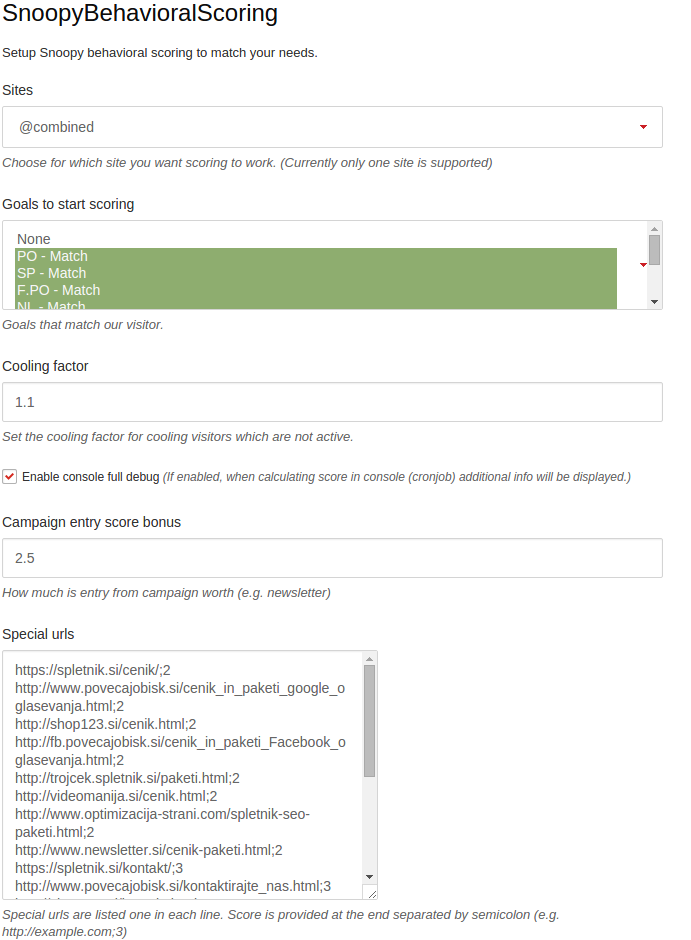 SnoopyBehavioralScoring
Setup Snoopy behavioral scoring to match your needs.
Sites
@combined
Choose for which site you want scoring to work. (Currently only one site is supported)
Goals to start scoring
None
PO - Match
SP - Match
F.PO - Match
NL - Match
Goals that match our visitor.
Cooling factor
1.1
Set the cooling factor for cooling visitors which are not active.
Enable console full debug (If enabled, when calculating score in console (cronjob) additional info will be displayed.)
Campaign entry score bonus
2.5
How much is entry from campaign worth (e.g. newsletter)
Special urls
https://spletnik.si/cenik/;2
http://www.povecajobisk.si/cenik_in_paketi_google_o
glasevanja.html;2
http://shop123.si/cenik.html;2
http://fb.povecajobisk.si/cenik_in_paketi_Facebook_o
glasevanja.html;2
http://trojcek.spletnik.si/paketi.html;2
http://videomanija.si/cenik.html;2
http://www.optimizacija-strani.com/spletnik-seo-
paketi.html;2
http://www.newsletter.si/cenik-paketi.html;2
https://spletnik.si/kontakt/;3
http://www.povecajobisk.si/kontaktirajte_nas.html;3
Special urls are listed one in each line. Score is provided at the end separated by semicolon (e.g.
http://example.com;3)